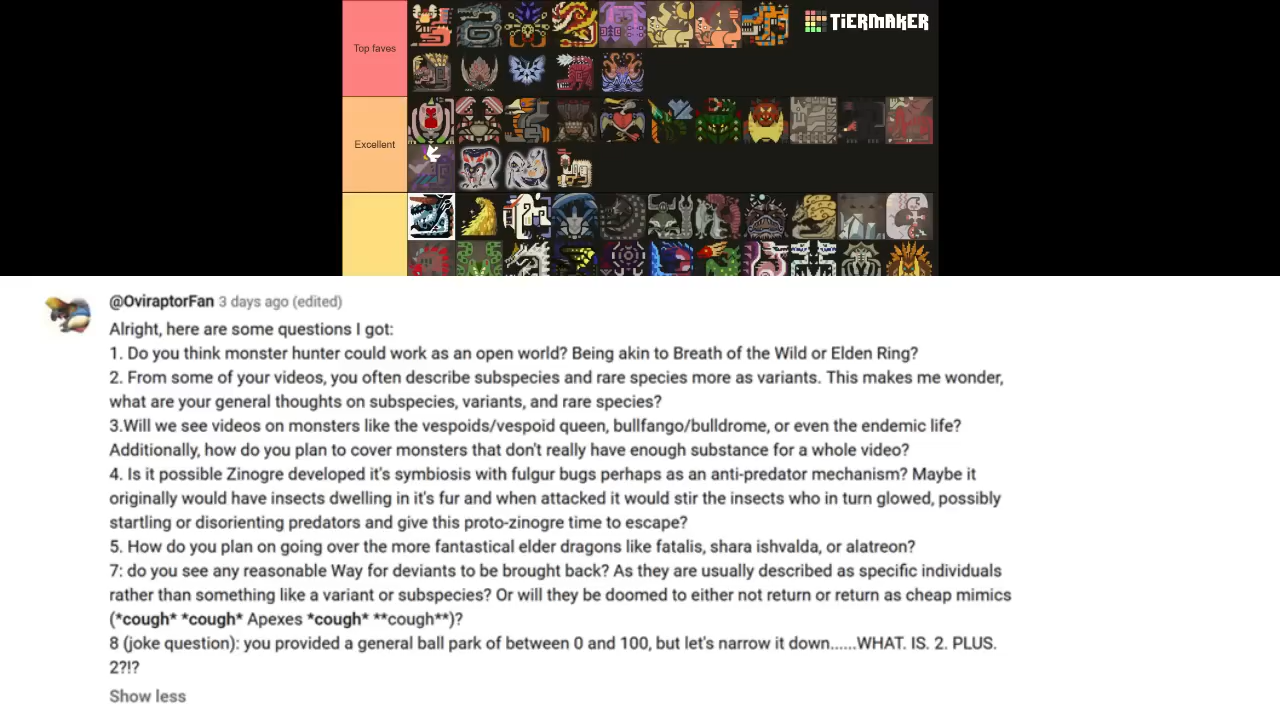 TIERMAKER
Top faves
Excellent
@OviraptorFan 3 days ago (edited)
Alright, here are some questions I got:
1. Do you think monster hunter could work as an open world? Being akin to Breath of the Wild or Elden Ring?
2. From some of your videos, you often describe subspecies and rare species more as variants. This makes me wonder,
what are your general thoughts on subspecies, variants, and rare species?
3.Will we see videos on monsters like the vespoids/vespoid queen, bullfango/bulldrome, or even the endemic life?
Additionally, how do you plan to cover monsters that don't really have enough substance for a whole video?
4. Is it possible Zinogre developed it's symbiosis with fulgur bugs perhaps as an anti-predator mechanism? Maybe it
originally would have insects dwelling in it's fur and when attacked it would stir the insects who in turn glowed, possibly
startling or disorienting predators and give this proto-zinogre time to escape?
5. How do you plan on going over the more fantastical elder dragons like fatalis, shara ishvalda, or alatreon?
7: do you see any reasonable Way for deviants to be brought back? As they are usually described as specific individuals
rather than something like a variant or subspecies? Or will they be doomed to either not return or return as cheap mimics
(*cough* *cough* Apexes *cough* **cough**)?
8 (joke question): you provided a general ball park of between 0 and 100, but let's narrow it down......WHAT. IS. 2. PLUS.
2?!?
Show less